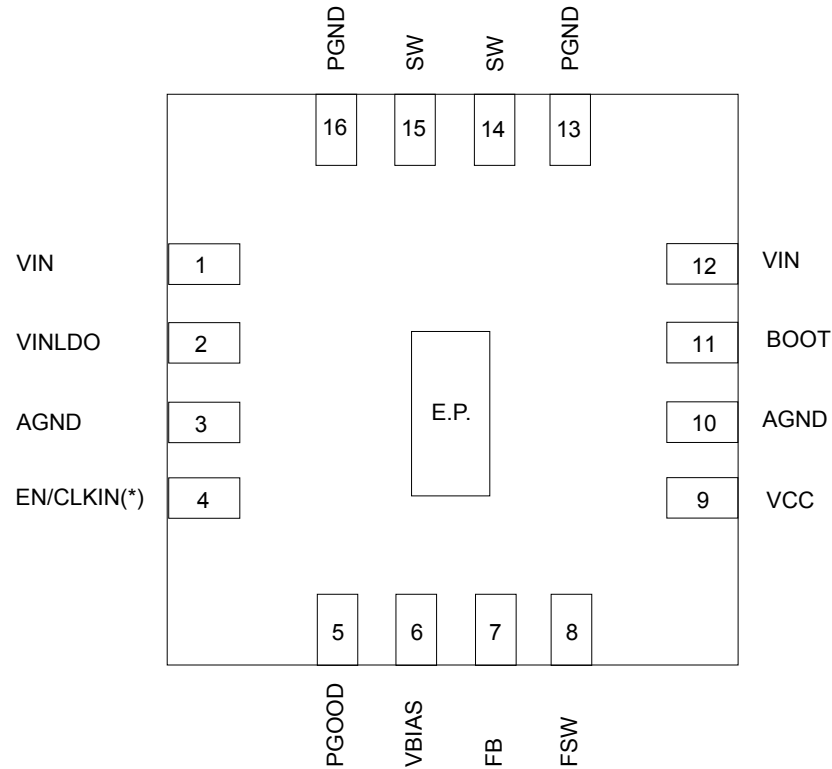 PGND
SW
SW
PGND
16
15
14
13
VIN
1
12
VIN
VINLDO
2
11
BOOT
AGND
3
E.P.
10
AGND
EN/CLKIN(*)
4
9
VCC
5
6
7
8
PGOOD
VBIAS
FB
FSW